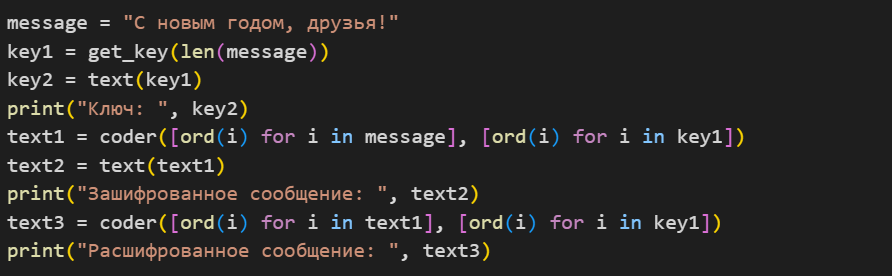 message = "С новым годом, друзья!"
key1 = get_key(len(message))
key2 = text(key1)
print("Ключ: ", key2)
text1 = coder([ord(i) for i in message], [ord(i) for i in key1])
text2 = text(text1)
print("Зашифрованное сообщение: ", text2)
text3 = coder([ord(i) for i in text1], [ord(i) for i in key1])
print("Расшифрованное сообщение: ", text3)